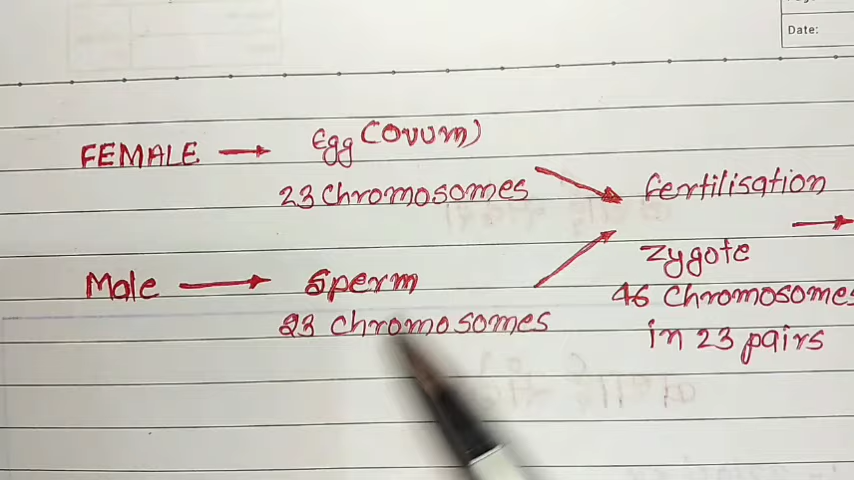 Date:
FEMALE → Egg (Ovum)
23 Chromosomes
Fertilisation →
Male → Sperm
Zygote
23 Chromosomes
46 Chromosomes
in 23 pairs